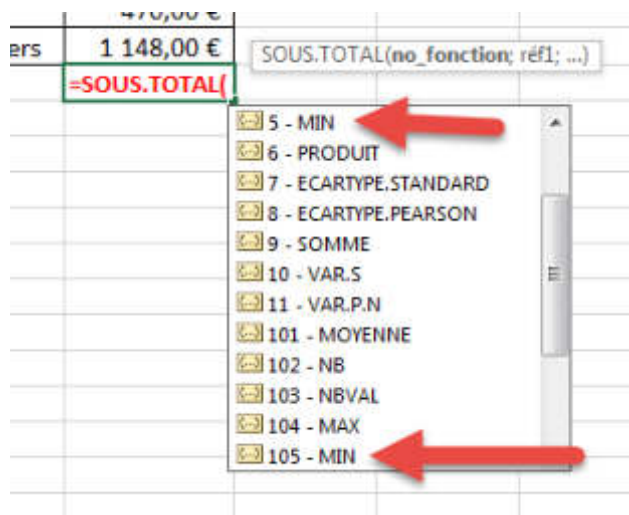 470,00 €
ers 1 148,00 €
SOUS.TOTAL(no_fonction; réf1; ...)
=SOUS.TOTAL(
5 - MIN
6 - PRODUIT
7 - ECARTYPE.STANDARD
8 - ECARTYPE.PEARSON
9 - SOMME
10 - VAR.S
11 - VAR.P.N
101 - MOYENNE
102 - NB
103 - NBVAL
104 - MAX
105 - MIN